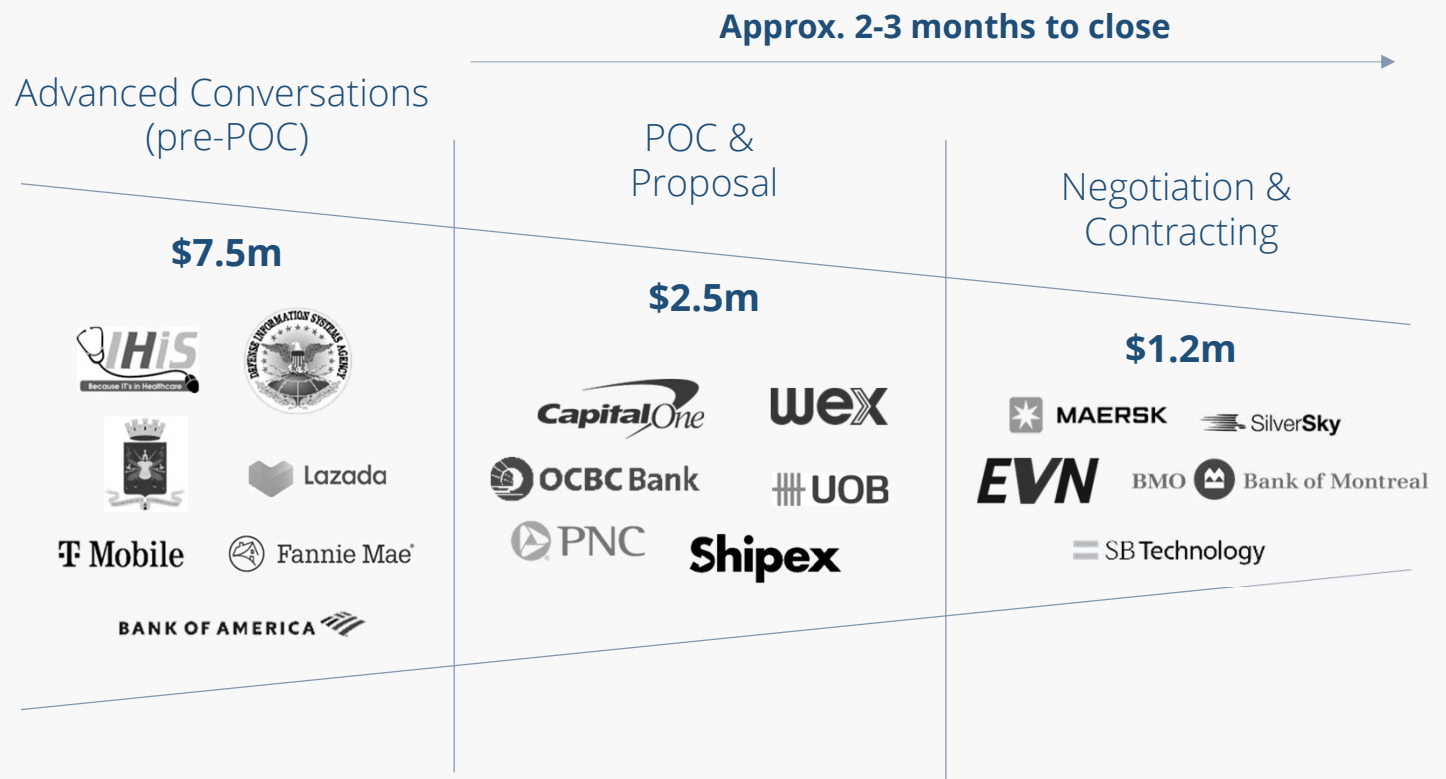 Approx. 2-3 months to close
Advanced Conversations
(pre-POC)
$7.5m
IHiS
Because IT's in Healthcare
DEFENSE INFORMATION SYSTEMS AGENCY
Lazada
T Mobile
Fannie Mae®
BANK OF AMERICA
POC &
Proposal
$2.5m
Capital One
wex
OCBC Bank
UOB
PNC
Shipex
Negotiation &
Contracting
$1.2m
MAERSK
SilverSky
EVN
BMO Bank of Montreal
SB Technology